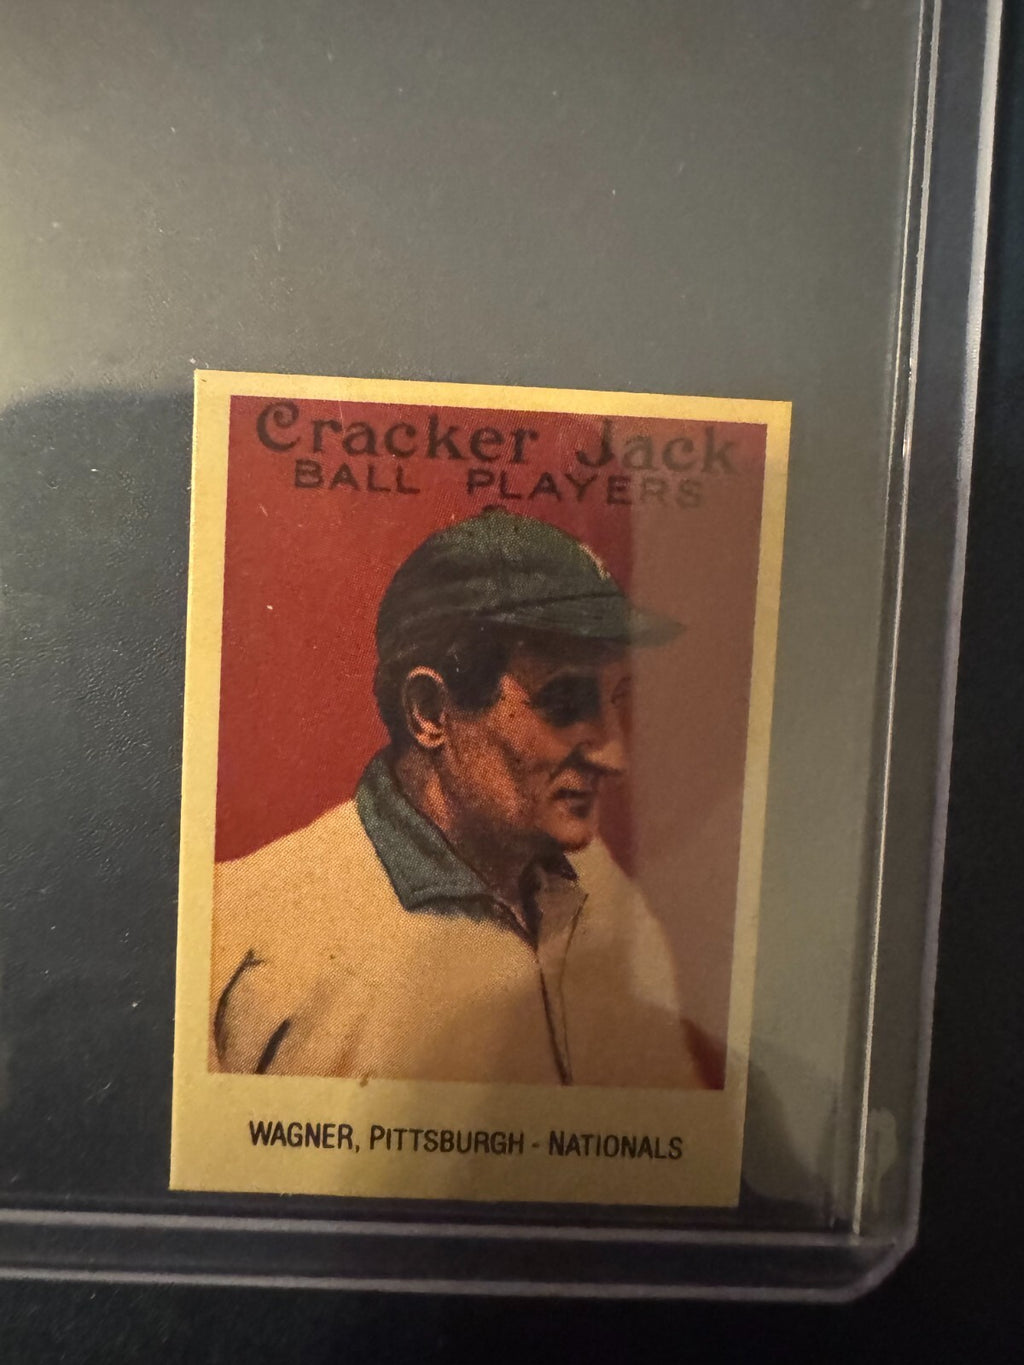 Cracker Jack
BALL PLAYERS
WAGNER, PITTSBURGH - NATIONALS